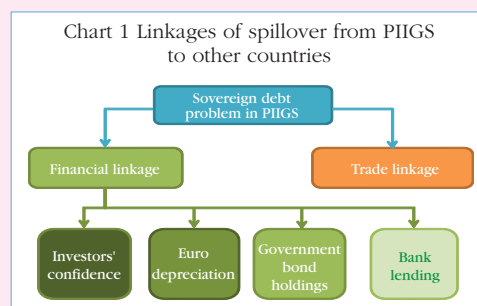 Chart 1 Linkages of spillover from PIIGS
to other countries
Sovereign debt
problem in PIIGS
Financial linkage
Trade linkage
Investors'
confidence
Euro
depreciation
Government
bond
holdings
Bank
lending